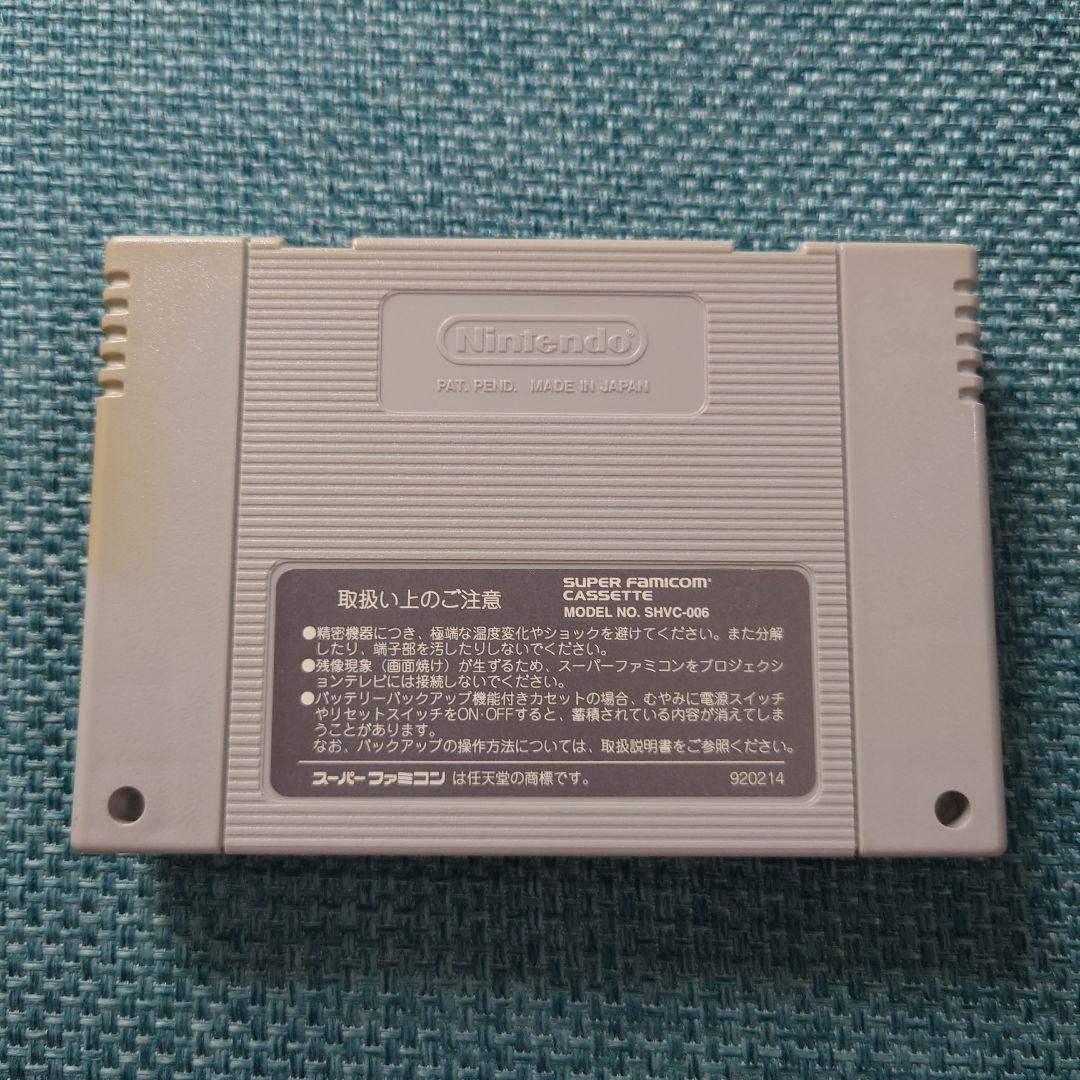 Nintendo®
PAT. PEND. MADE IN JAPAN
取扱い上のご注意
SUPER FAMICOM®
CASSETTE
MODEL NO. SHVC-006
●精密機器につき、極端な温度変化やショックを避けてください。また分解
したり、端子部を汚したりしないでください。
●残像現象（画面焼け）が生ずるため、スーパーファミコンをプロジェクシ
ョンテレビには接続しないでください。
●バッテリーバックアップ機能付きカセットの場合、むやみに電源スイッチ
やリセットスイッチをON・OFFすると、蓄積されている内容が消えてしま
うことがあります。
なお、バックアップの操作方法については、取扱説明書をご参照ください。
スーパーファミコン は任天堂の商標です。
920214